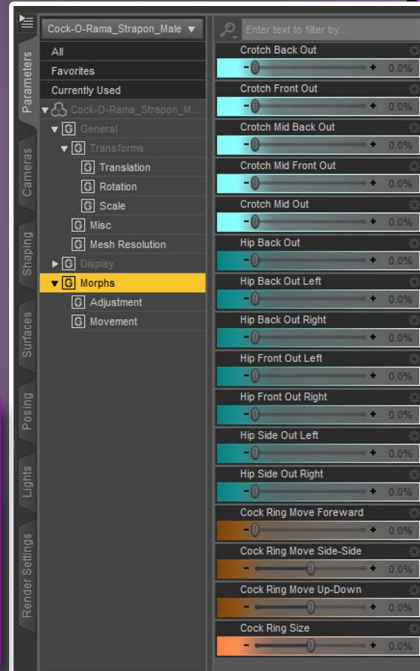 Cock-O-Rama_Strapon_Male
Enter text to filter by...
Parameters
Cameras
Shaping
Surfaces
Posing
Lights
Render Settings
All
Favorites
Currently Used
Cock-O-Rama_Strapon_M...
G General
G Transforms
G Translation
G Rotation
G Scale
G Misc
G Mesh Resolution
G Display
G Morphs
G Adjustment
G Movement
Crotch Back Out
- + 0.0%
Crotch Front Out
- + 0.0%
Crotch Mid Back Out
- + 0.0%
Crotch Mid Front Out
- + 0.0%
Crotch Mid Out
- + 0.0%
Hip Back Out
- + 0.0%
Hip Back Out Left
- + 0.0%
Hip Back Out Right
- + 0.0%
Hip Front Out Left
- + 0.0%
Hip Front Out Right
- + 0.0%
Hip Side Out Left
- + 0.0%
Hip Side Out Right
- + 0.0%
Cock Ring Move Foreward
- + 0.0%
Cock Ring Move Side-Side
- + 0.0%
Cock Ring Move Up-Down
- + 0.0%
Cock Ring Size
- + 0.0%